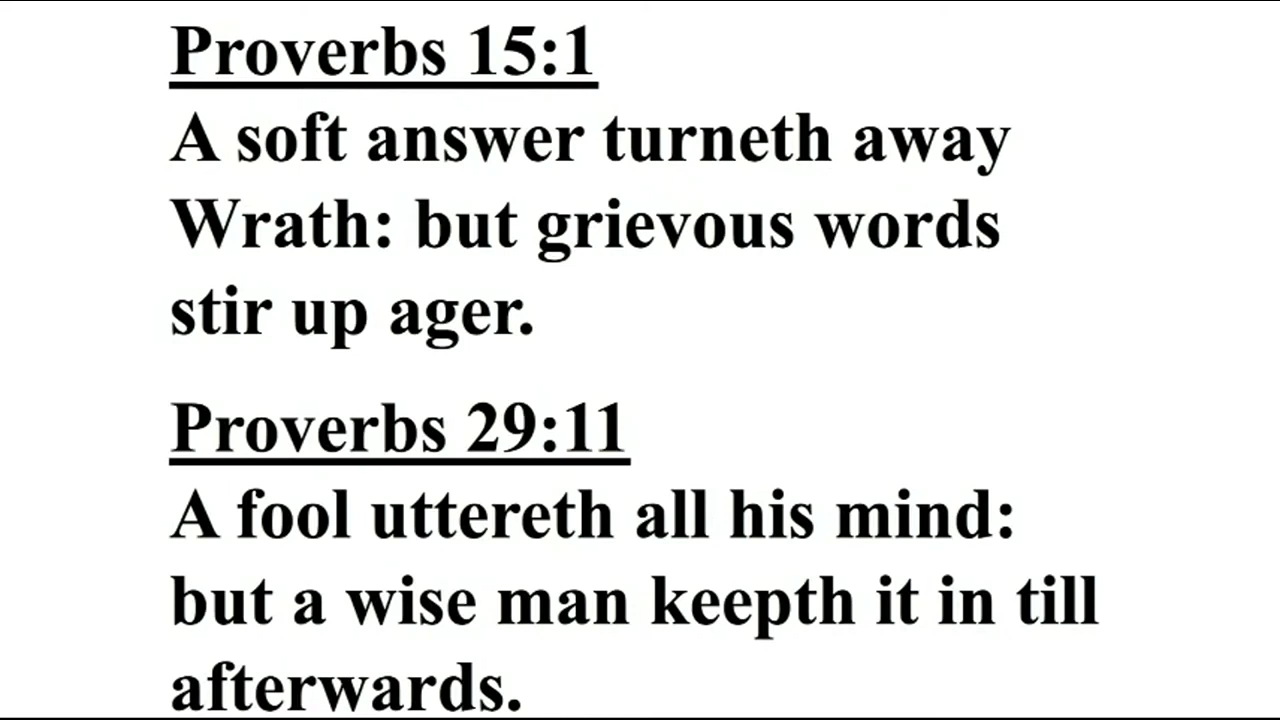 Proverbs 15:1
A soft answer turneth away
Wrath: but grievous words
stir up ager.
Proverbs 29:11
A fool uttereth all his mind:
but a wise man keepth it in till
afterwards.